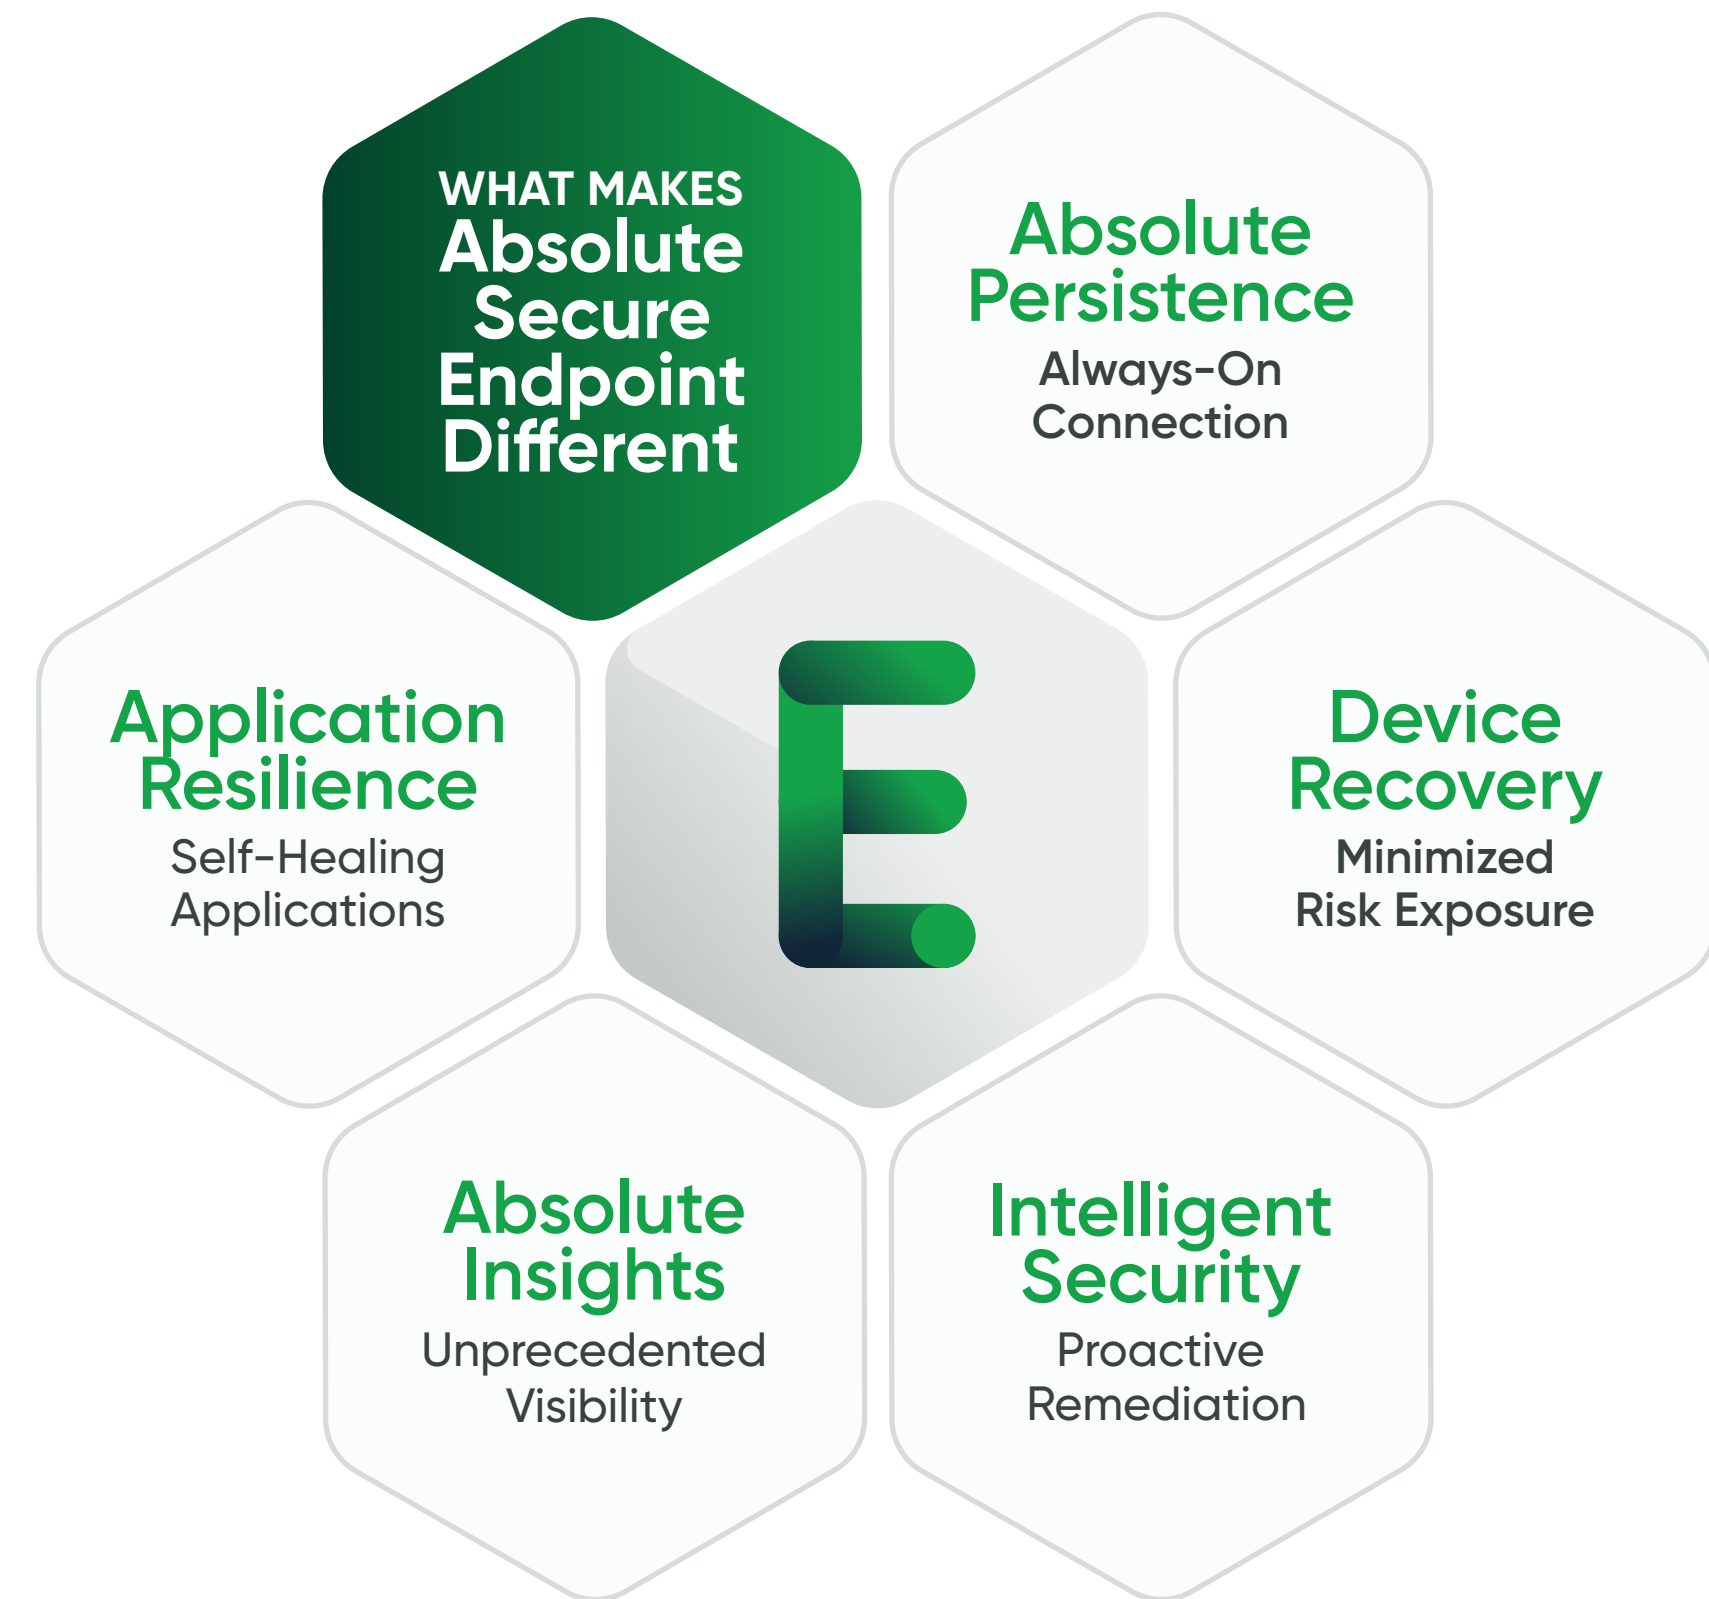 WHAT MAKES
Absolute
Secure
Endpoint
Different
Absolute
Persistence
Always-On
Connection
Application
Resilience
Self-Healing
Applications
E
Device
Recovery
Minimized
Risk Exposure
Absolute
Insights
Unprecedented
Visibility
Intelligent
Security
Proactive
Remediation